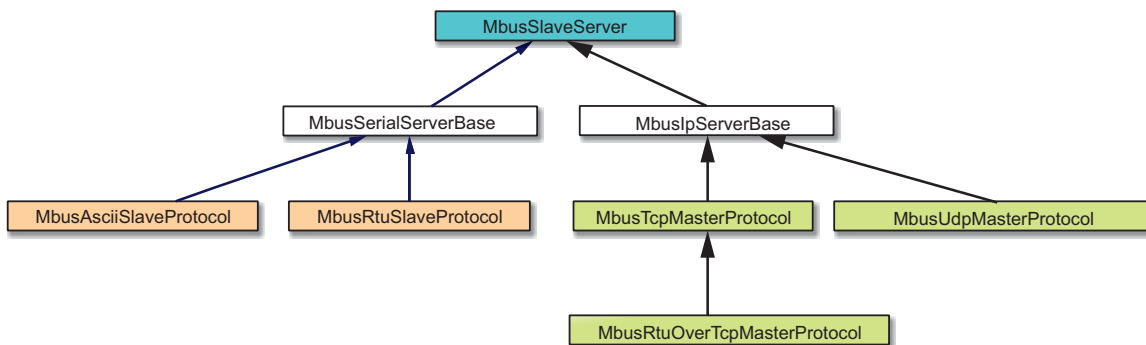 MbusSlaveServer
MbusSerialServerBase
MbusIpServerBase
MbusAsciiSlaveProtocol
MbusRtuSlaveProtocol
MbusTcpMasterProtocol
MbusUdpMasterProtocol
MbusRtuOverTcpMasterProtocol